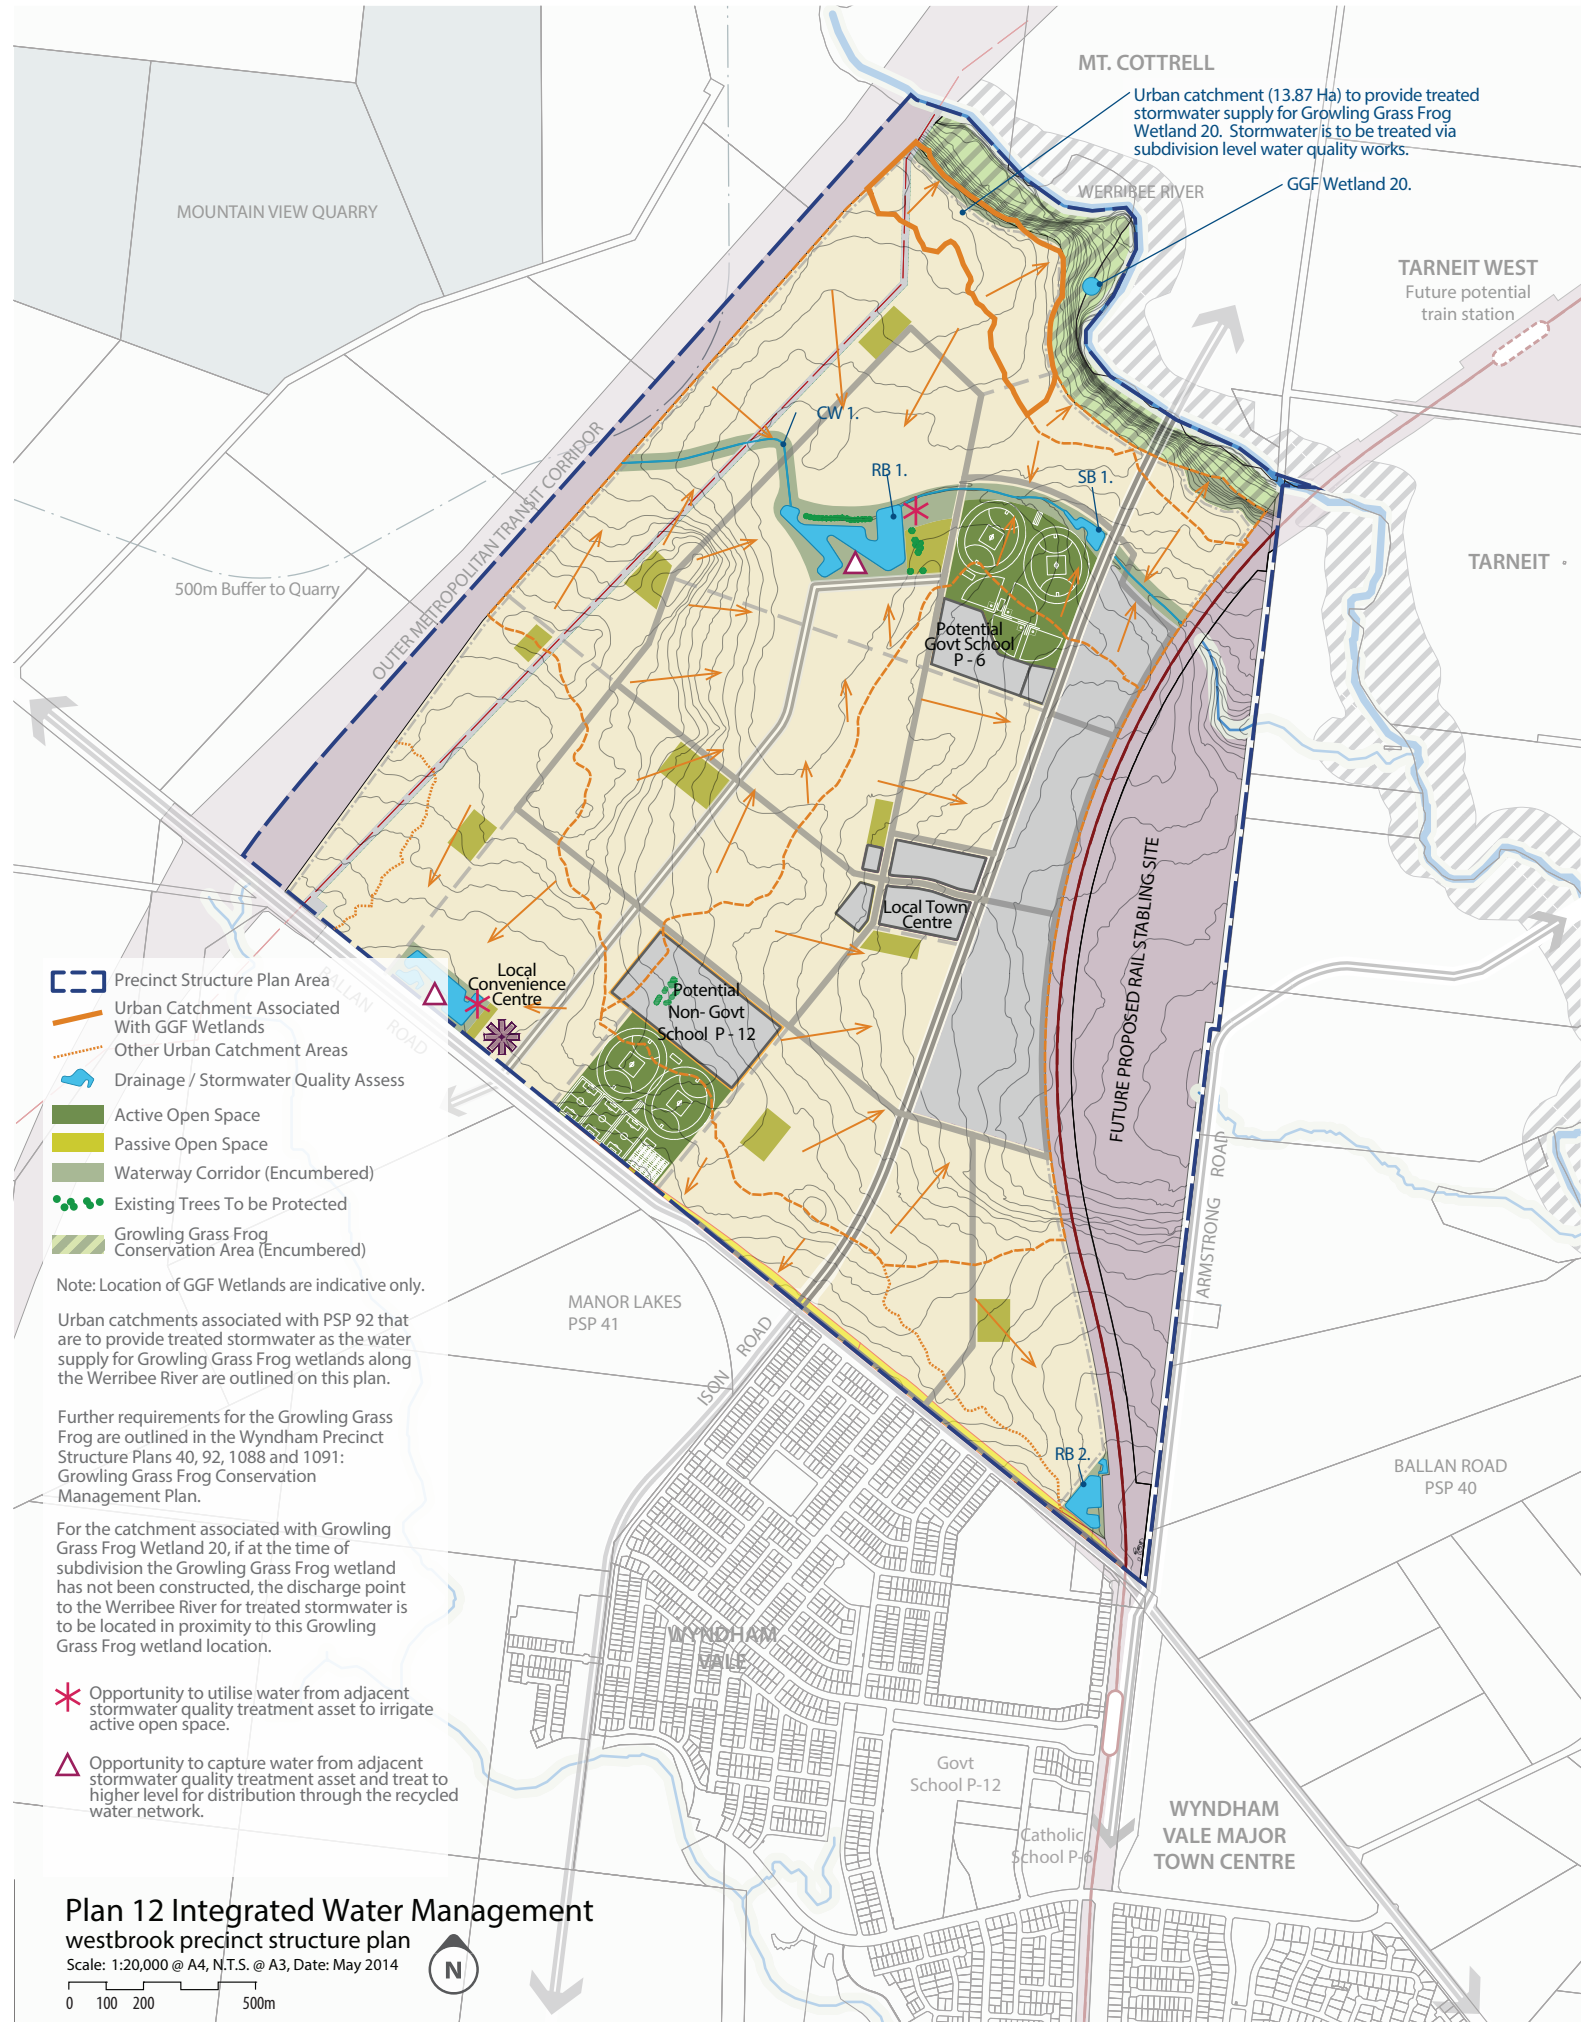 MT. COTTRELL
Urban catchment (13.87 Ha) to provide treated
stormwater supply for Growling Grass Frog
Wetland 20.  Stormwater is to be treated via
subdivision level water quality works.
WERRIBEE RIVER
GGF Wetland 20.
MOUNTAIN VIEW QUARRY
TARNEIT WEST
Future potential
train station
CW 1.
RB 1.
SB 1.
OUTER METROPOLITAN TRANSIT CORRIDOR
500m Buffer to Quarry
TARNEIT
Potential
Govt School
P - 6
Local Town
Centre
FUTURE PROPOSED RAIL STABLING SITE
Local
Convenience
Centre
Potential
Non- Govt
School  P - 12
BALLAN ROAD
ARMSTRONG ROAD
MANOR LAKES
PSP 41
ISON ROAD
RB 2.
BALLAN ROAD
PSP 40
WYNDHAM
VALE
Govt
School P-12
Catholic
School P-6
WYNDHAM
VALE MAJOR
TOWN CENTRE
Precinct Structure Plan Area
Urban Catchment Associated
With GGF Wetlands
Other Urban Catchment Areas
Drainage / Stormwater Quality Assess
Active Open Space
Passive Open Space
Waterway Corridor (Encumbered)
Existing Trees To be Protected
Growling Grass Frog
Conservation Area (Encumbered)
Note: Location of GGF Wetlands are indicative only.
Urban catchments associated with PSP 92 that
are to provide treated stormwater as the water
supply for Growling Grass Frog wetlands along
the Werribee River are outlined on this plan.
Further requirements for the Growling Grass
Frog are outlined in the Wyndham Precinct
Structure Plans 40, 92, 1088 and 1091:
Growling Grass Frog Conservation
Management Plan.
For the catchment associated with Growling
Grass Frog Wetland 20, if at the time of
subdivision the Growling Grass Frog wetland
has not been constructed, the discharge point
to the Werribee River for treated stormwater is
to be located in proximity to this Growling
Grass Frog wetland location.
Opportunity to utilise water from adjacent
stormwater quality treatment asset to irrigate
active open space.
Opportunity to capture water from adjacent
stormwater quality treatment asset and treat to
higher level for distribution through the recycled
water network.
Plan 12 Integrated Water Management
westbrook precinct structure plan
Scale: 1:20,000 @ A4, N.T.S. @ A3, Date: May 2014
N
0 100 200 500m